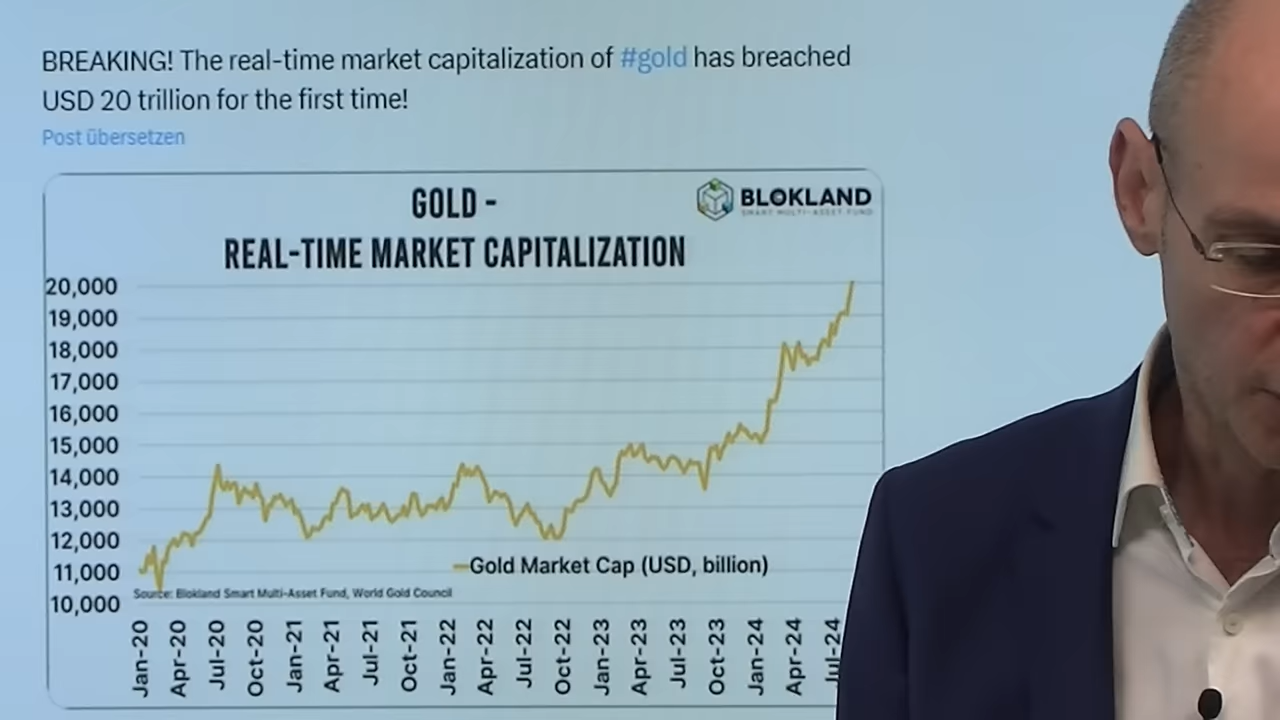 BREAKING! The real-time market capitalization of #gold has breached
USD 20 trillion for the first time!
Post übersetzen
GOLD -
REAL-TIME MARKET CAPITALIZATION
BLOKLAND
SMART MULTI-ASSET FUND
20,000
19,000
18,000
17,000
16,000
15,000
14,000
13,000
12,000
11,000
10,000
Gold Market Cap (USD, billion)
Source: Blokland Smart Multi-Asset Fund, World Gold Council
Jan-20
Apr-20
Jul-20
Oct-20
Jan-21
Apr-21
Jul-21
Oct-21
Jan-22
Apr-22
Jul-22
Oct-22
Jan-23
Apr-23
Jul-23
Oct-23
Jan-24
Apr-24
Jul-24